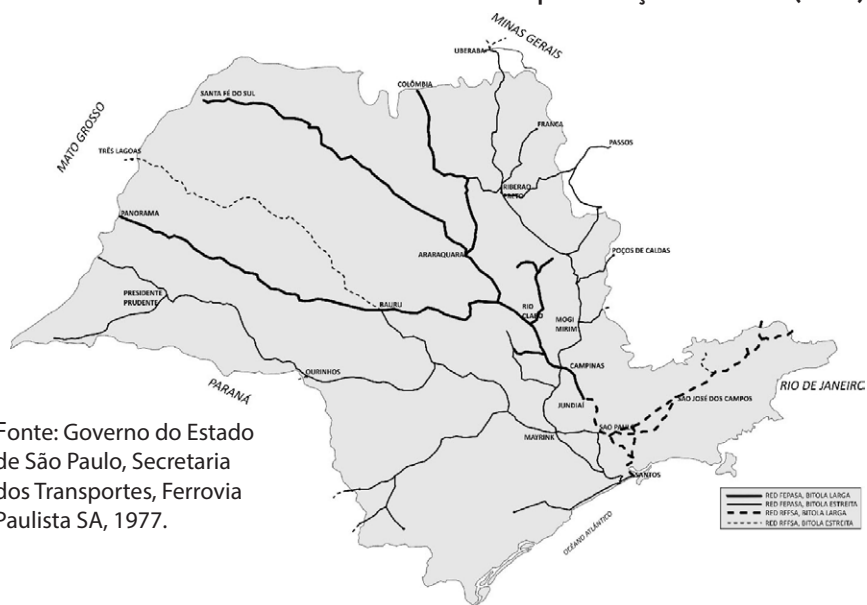 MINAS GERAIS
UBERABA
COLÔMBIA
SANTA FÉ DO SUL
FRANCA
PASSOS
MATO GROSSO
TRÊS LAGOAS
RIBERAO
PRETO
PANORAMA
ARARAQUARA
POÇOS DE CALDAS
PRESIDENTE
PRUDENTE
BAURU
RIO
CLARO
MOGI
MIRIM
OURINHOS
CAMPINAS
PARANÁ
RIO DE JANEIRO
JUNDIAÍ
SÃO JOSÉ DOS CAMPOS
SAO PAULO
MAYRINK
SANTOS
OCEANO ATLÂNTICO
Fonte: Governo do Estado
de São Paulo, Secretaria
dos Transportes, Ferrovia
Paulista SA, 1977.
RED FEPASA, BITOLA LARGA
RED FEPASA, BITOLA ESTREITA
RED RFFSA, BITOLA LARGA
RED RFFSA, BITOLA ESTREITA